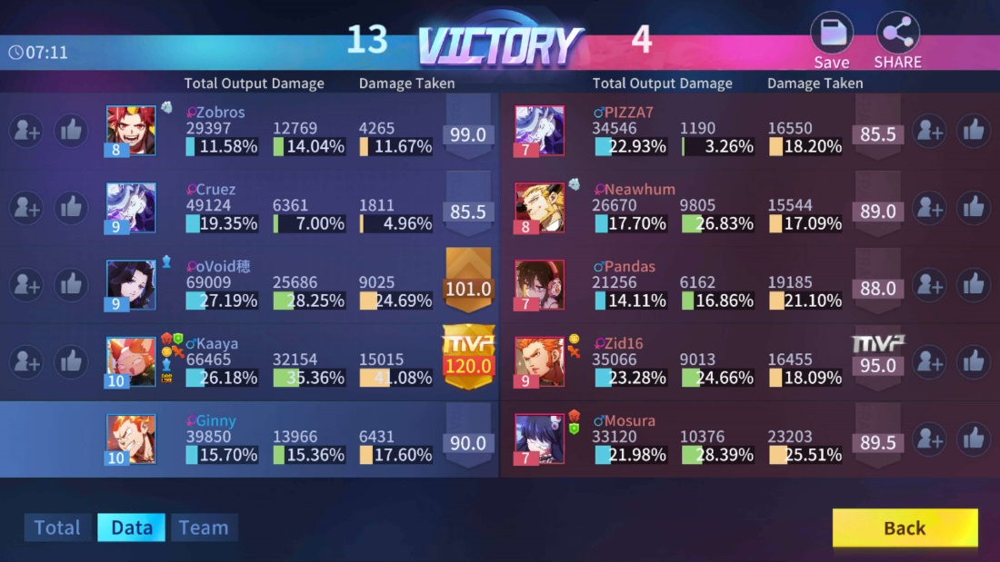 07:11
13
VICTORY
4
Save
SHARE
Total Output Damage Damage Taken
Total Output Damage Damage Taken
Zobros
29397 12769 4265
8 11.58% 14.04% 11.67% 99.0
PIZZA7
34546 1190 16550
7 22.93% 3.26% 18.20% 85.5
Cruez
49124 6361 1811
9 19.35% 7.00% 4.96% 85.5
Neawhum
26670 9805 15544
8 17.70% 26.83% 17.09% 89.0
oVoid穂
69009 25686 9025
9 27.19% 28.25% 24.69% 101.0
Pandas
21256 6162 19185
7 14.11% 16.86% 21.10% 88.0
Kaaya MVP
66465 32154 15015
10 26.18% 35.36% 41.08% 120.0
Zid16 MVP
35066 9013 16455
9 23.28% 24.66% 18.09% 95.0
Ginny
39850 13966 6431
10 15.70% 15.36% 17.60% 90.0
Mosura
33120 10376 23203
7 21.98% 28.39% 25.51% 89.5
Total Data Team
Back